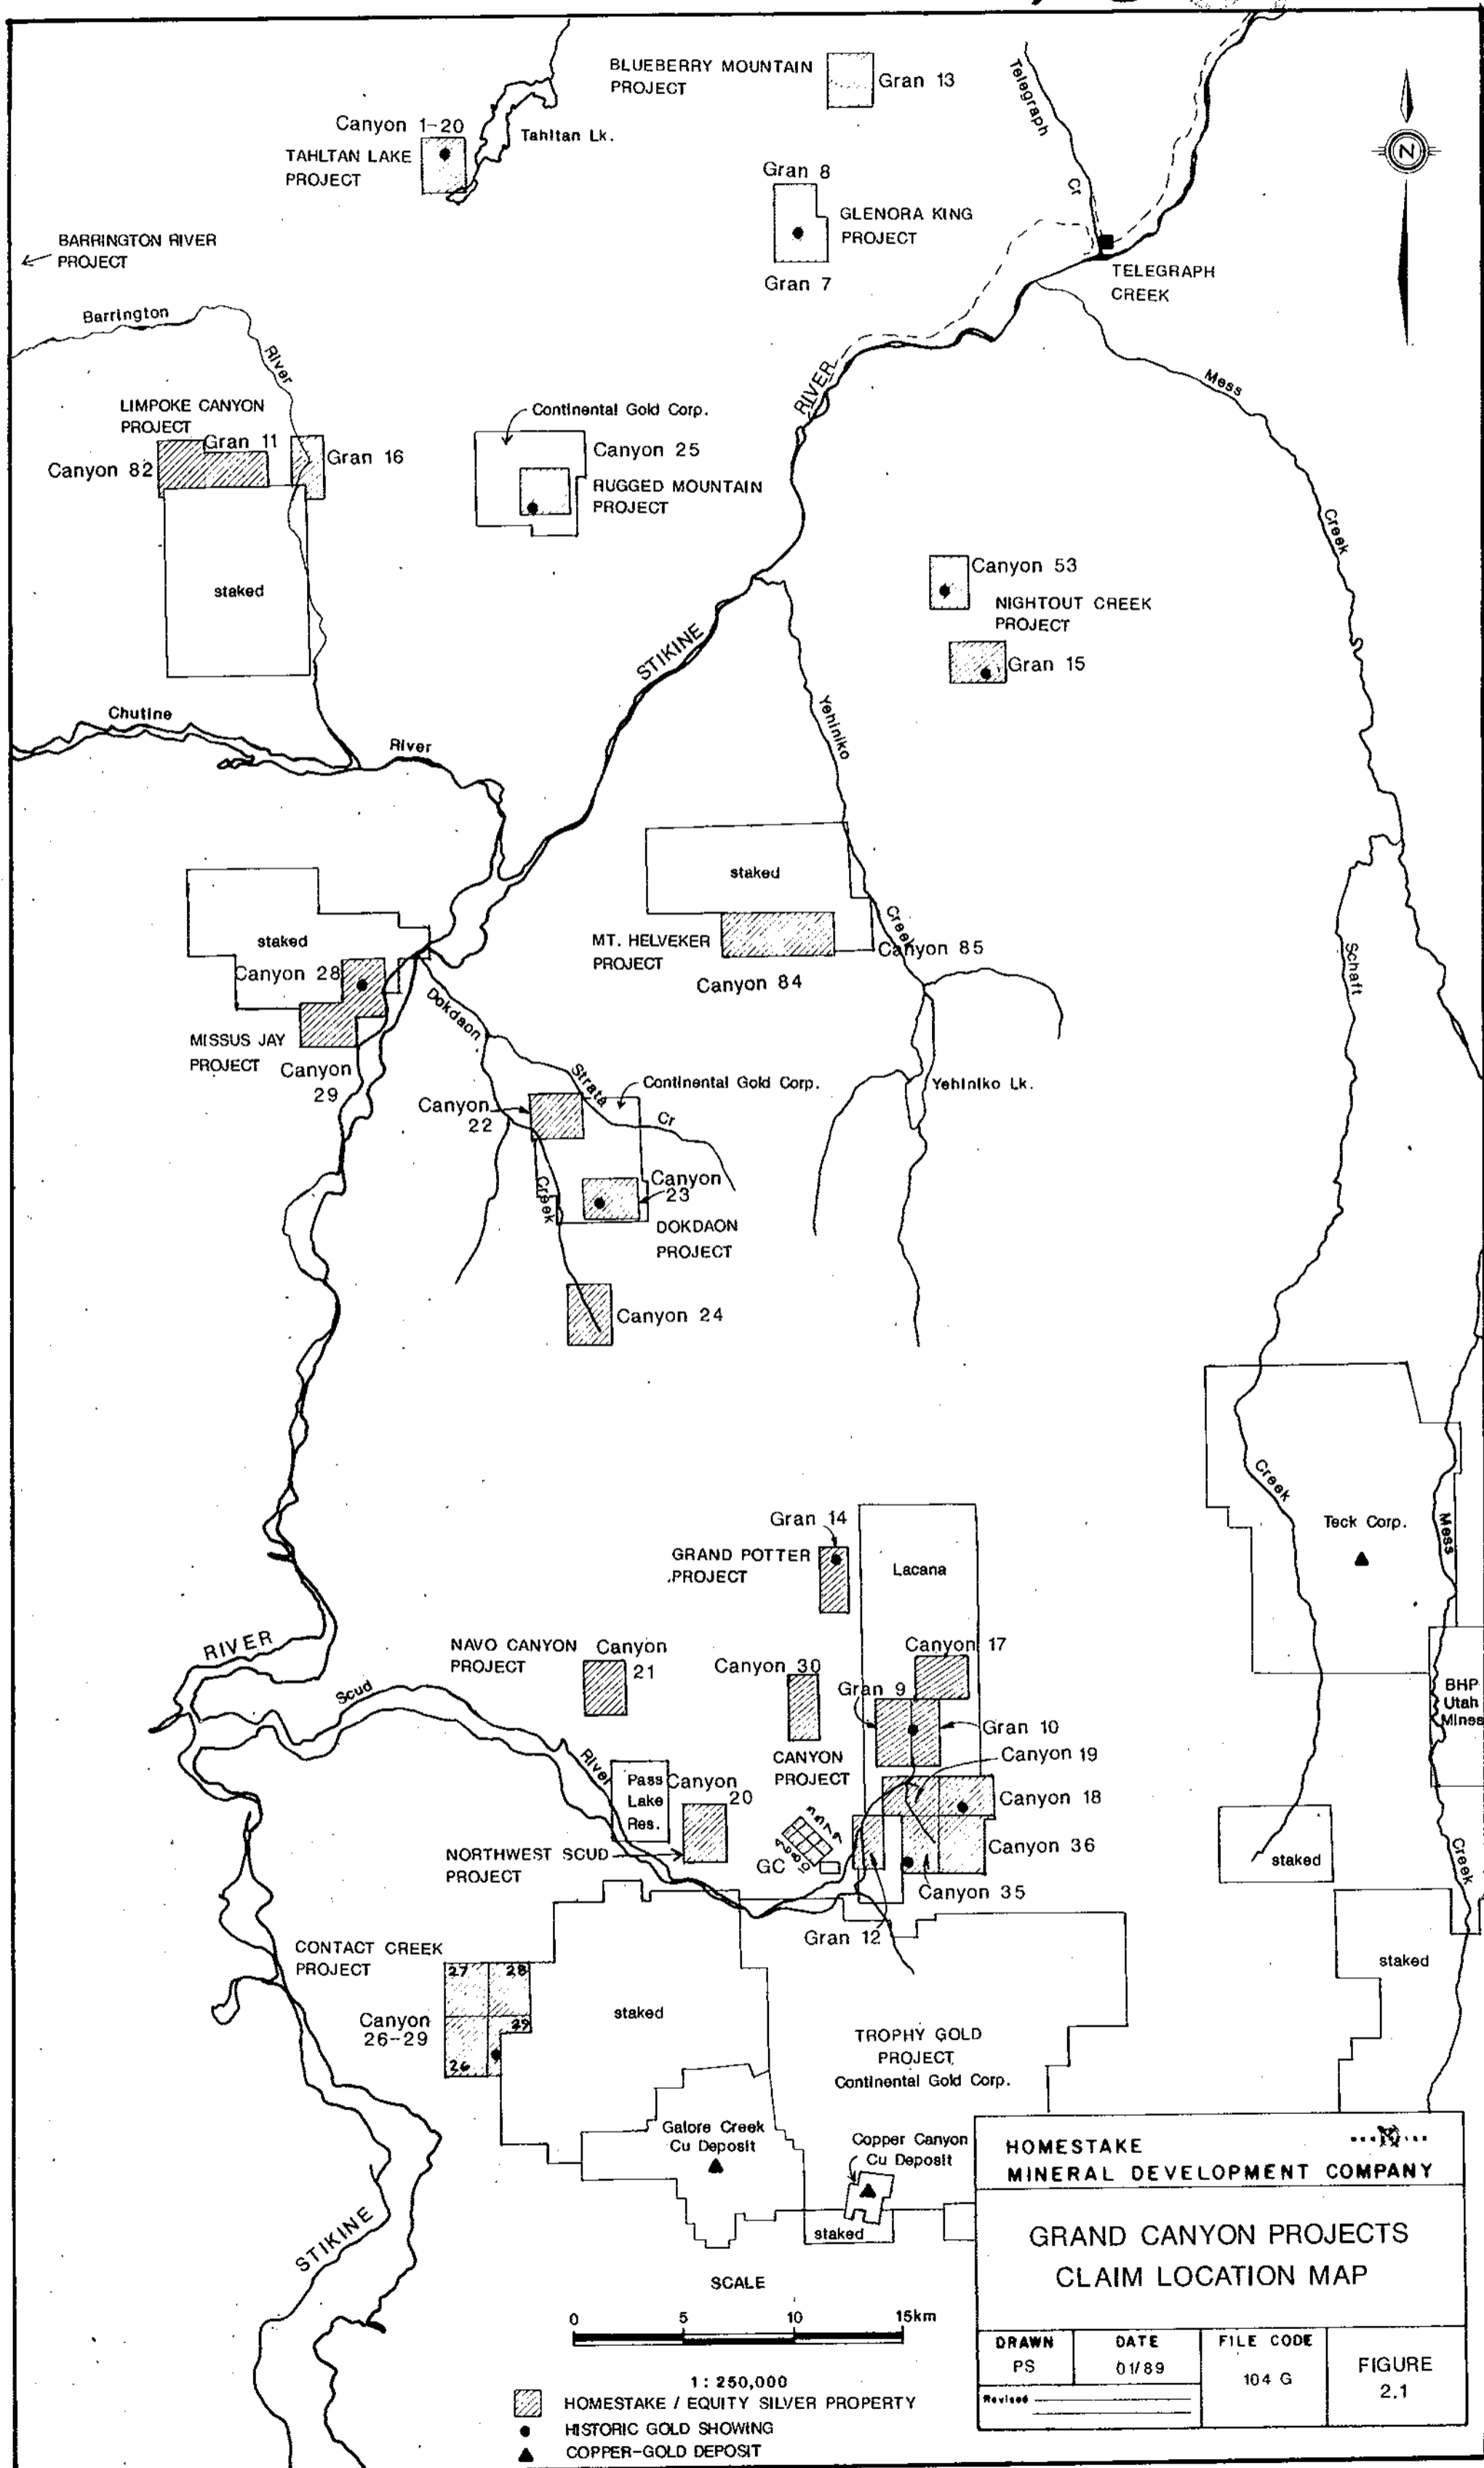 BLUEBERRY MOUNTAIN
PROJECT
Gran 13
Telegraph
Cr
Canyon 1-20
TAHLTAN LAKE
PROJECT
Tahltan Lk.
N
Gran 8
GLENORA KING
PROJECT
Gran 7
BARRINGTON RIVER
PROJECT
TELEGRAPH
CREEK
Barrington
River
Mess
Creek
RIVER
LIMPOKE CANYON
PROJECT
Gran 11
Canyon 82
Gran 16
Continental Gold Corp.
Canyon 25
RUGGED MOUNTAIN
PROJECT
staked
Canyon 53
NIGHTOUT CREEK
PROJECT
Gran 15
STIKINE
Yehiniko
Chutine
River
staked
Creek
MT. HELVEKER
PROJECT
Canyon 85
Canyon 84
staked
Canyon 28
MISSUS JAY
PROJECT
Canyon
29
Dokdaon
Strata
Cr
Continental Gold Corp.
Yehiniko Lk.
Schaft
Canyon
22
Creek
Canyon
23
DOKDAON
PROJECT
Canyon 24
Creek
Teck Corp.
Mess
Gran 14
GRAND POTTER
PROJECT
Lacana
RIVER
NAVO CANYON
PROJECT
Canyon
21
Canyon 30
Canyon 17
Gran 9
Gran 10
BHP
Utah
Mines
Scud
River
CANYON
PROJECT
Canyon 19
Canyon 18
Pass
Lake
Res.
Canyon
20
Canyon 36
NORTHWEST SCUD
PROJECT
GC
Canyon 35
Gran 12
staked
Creek
CONTACT CREEK
PROJECT
27
28
29
26
Canyon
26-29
staked
staked
TROPHY GOLD
PROJECT
Continental Gold Corp.
Galore Creek
Cu Deposit
Copper Canyon
Cu Deposit
staked
STIKINE
HOMESTAKE
MINERAL DEVELOPMENT COMPANY
GRAND CANYON PROJECTS
CLAIM LOCATION MAP
DRAWN
PS
DATE
01/89
FILE CODE
104 G
FIGURE
2.1
Revised
SCALE
0 5 10 15km
1 : 250,000
HOMESTAKE / EQUITY SILVER PROPERTY
HISTORIC GOLD SHOWING
COPPER-GOLD DEPOSIT